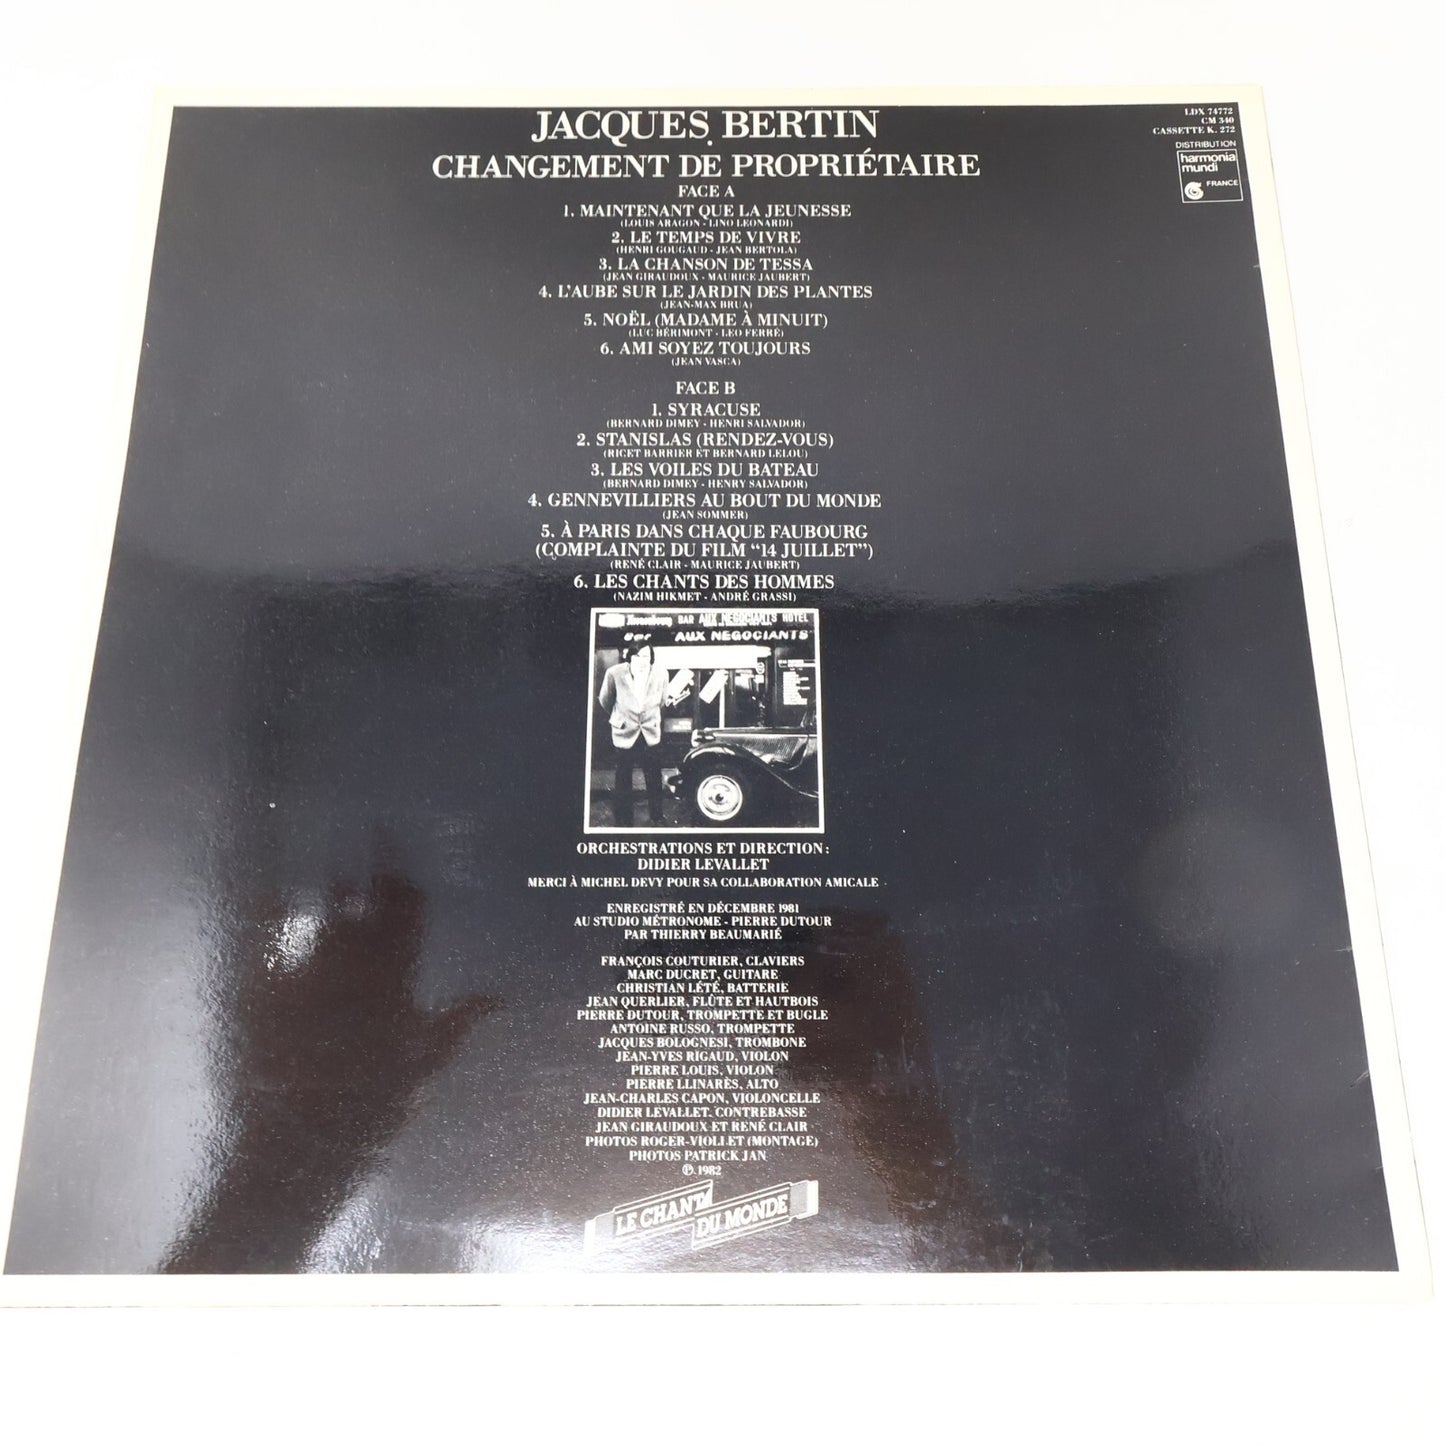 JACQUES BERTIN
CHANGEMENT DE PROPRIÉTAIRE
LDX 74772
CM 340
CASSETTE K. 272
DISTRIBUTION
harmonia
mundi
FRANCE
FACE A
1. MAINTENANT QUE LA JEUNESSE
(LOUIS ARAGON - LINO LEONARDI)
2. LE TEMPS DE VIVRE
(HENRI GOUGAUD - JEAN BERTOLA)
3. LA CHANSON DE TESSA
(JEAN GIRAUDOUX - MAURICE JAUBERT)
4. L'AUBE SUR LE JARDIN DES PLANTES
(JEAN-MAX BRUA)
5. NOËL (MADAME À MINUIT)
(LUC BÉRIMONT - LEO FERRÉ)
6. AMI SOYEZ TOUJOURS
(JEAN VASCA)
FACE B
1. SYRACUSE
(BERNARD DIMEY - HENRI SALVADOR)
2. STANISLAS (RENDEZ-VOUS)
(RICET BARRIER ET BERNARD LELOU)
3. LES VOILES DU BATEAU
(BERNARD DIMEY - HENRY SALVADOR)
4. GENNEVILLIERS AU BOUT DU MONDE
(JEAN SOMMER)
5. À PARIS DANS CHAQUE FAUBOURG
(COMPLAINTE DU FILM "14 JUILLET")
(RENÉ CLAIR - MAURICE JAUBERT)
6. LES CHANTS DES HOMMES
(NAZIM HIKMET - ANDRÉ GRASSI)
BAR AUX NEGOCIANTS HOTEL
Bar AUX NEGOCIANTS
ORCHESTRATIONS ET DIRECTION :
DIDIER LEVALLET
MERCI À MICHEL DEVY POUR SA COLLABORATION AMICALE
ENREGISTRÉ EN DÉCEMBRE 1981
AU STUDIO MÉTRONOME - PIERRE DUTOUR
PAR THIERRY BEAUMARIÉ
FRANÇOIS COUTURIER, CLAVIERS
MARC DUCRET, GUITARE
CHRISTIAN LÉTÉ, BATTERIE
JEAN QUERLIER, FLÛTE ET HAUTBOIS
PIERRE DUTOUR, TROMPETTE ET BUGLE
ANTOINE RUSSO, TROMPETTE
JACQUES BOLOGNESI, TROMBONE
JEAN-YVES RIGAUD, VIOLON
PIERRE LOUIS, VIOLON
PIERRE LLINARÈS, ALTO
JEAN-CHARLES CAPON, VIOLONCELLE
DIDIER LEVALLET, CONTREBASSE
JEAN GIRAUDOUX ET RENÉ CLAIR
PHOTOS ROGER-VIOLLET (MONTAGE)
PHOTOS PATRICK JAN
℗ 1982
LE CHANT
DU MONDE